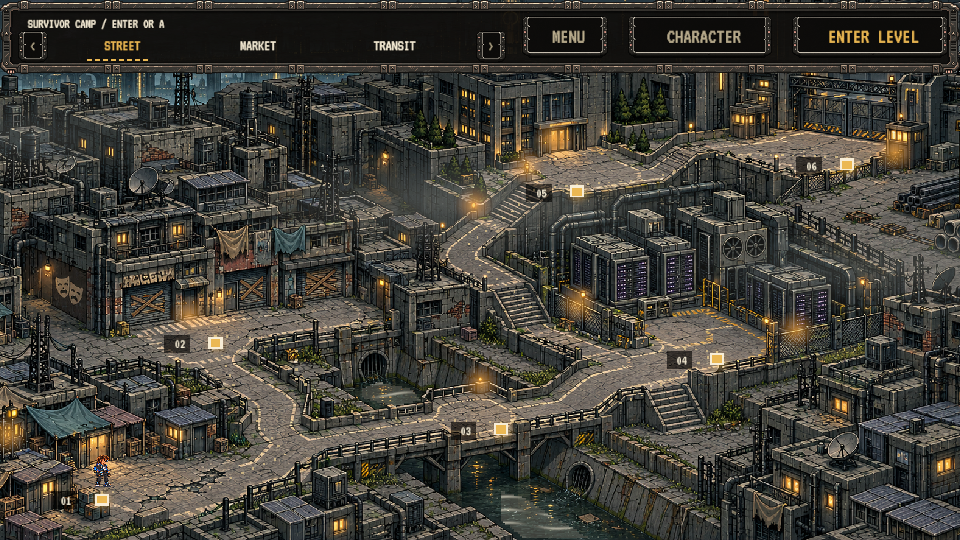 SURVIVOR CAMP / ENTER OR A
‹ STREET MARKET TRANSIT ›
MENU
CHARACTER
ENTER LEVEL
06
05
02
04
03
01